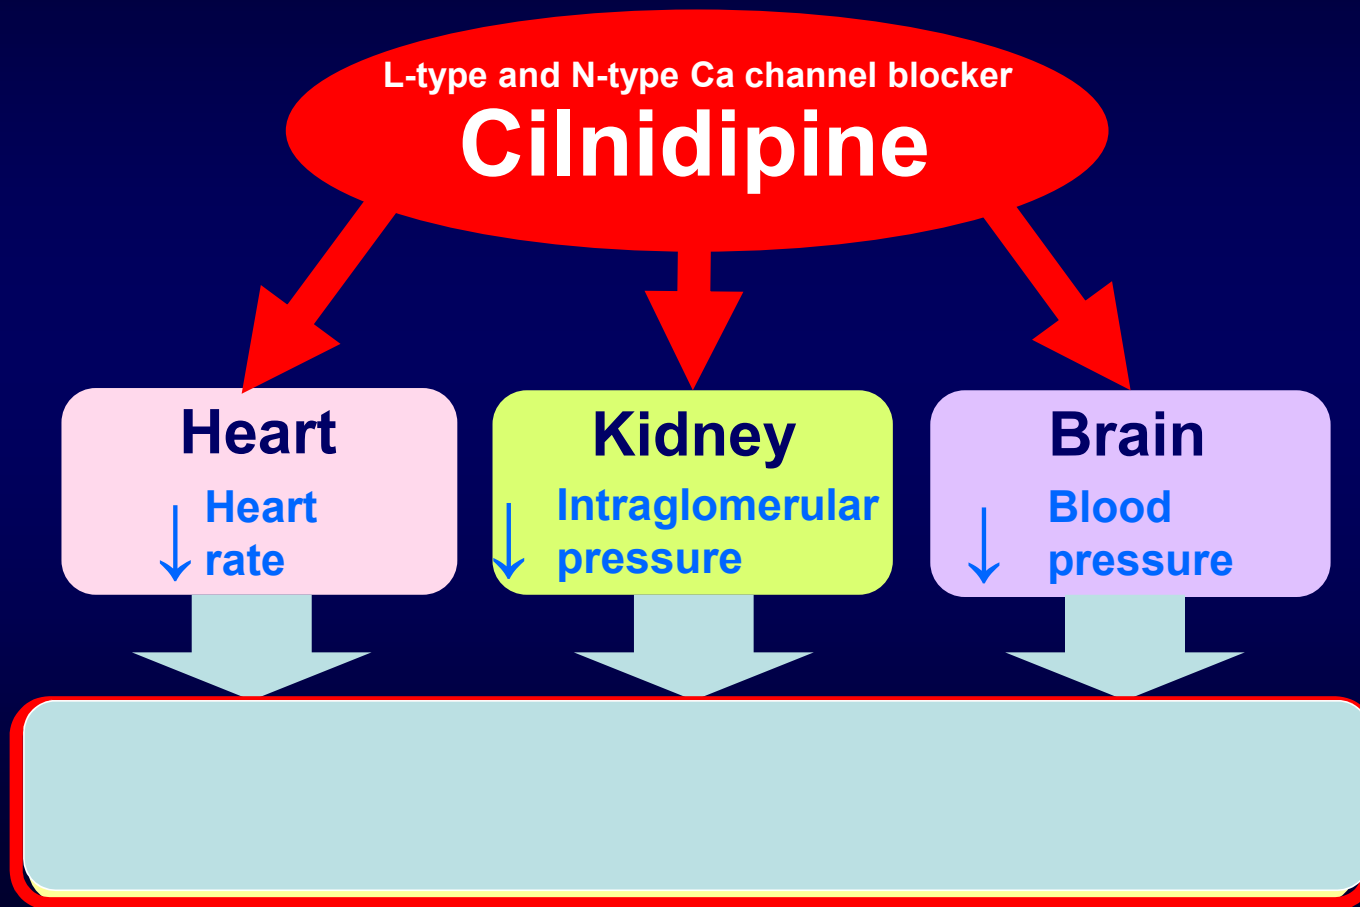 L-type and N-type Ca channel blocker
Cilnidipine
Heart
↓ Heart
rate
Kidney
↓ Intraglomerular
pressure
Brain
↓ Blood
pressure